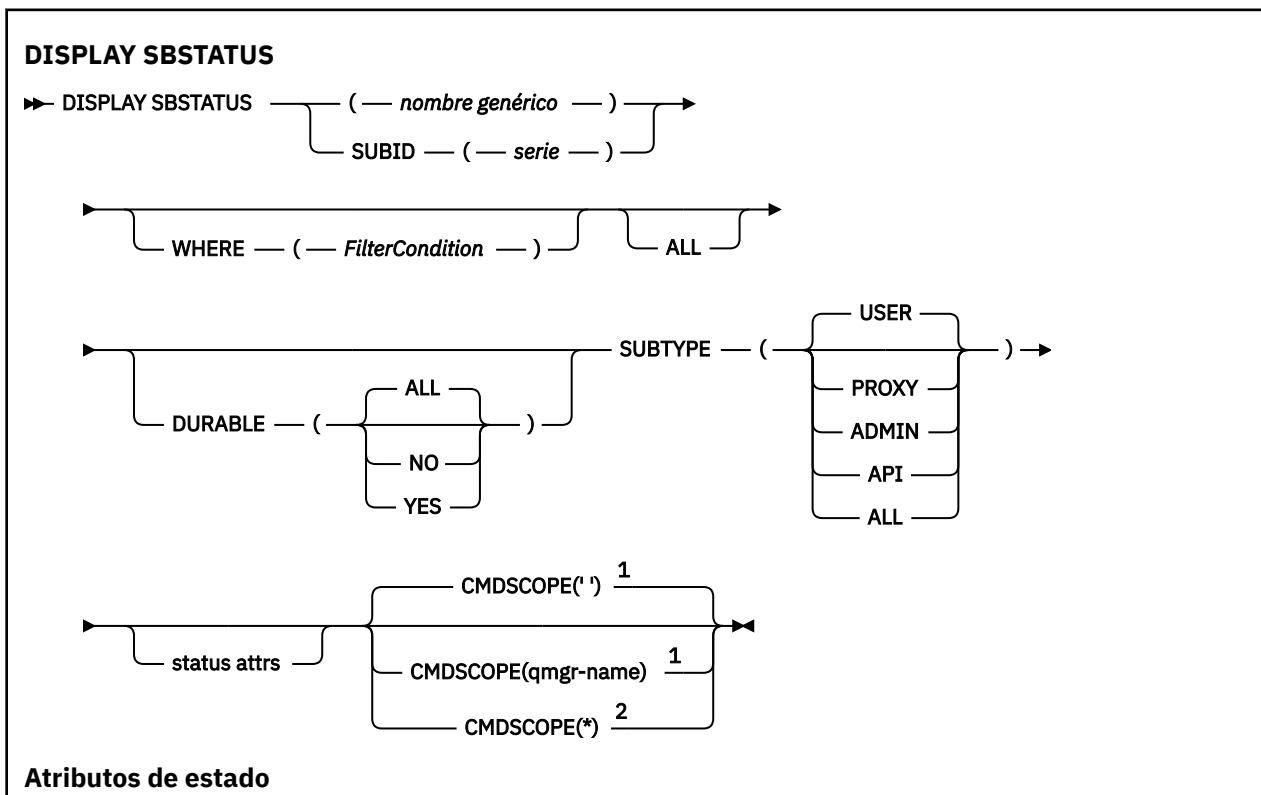 DISPLAY SBSTATUS
DISPLAY SBSTATUS ( nombre genérico )
SUBID ( serie )
WHERE ( FilterCondition ) ALL
ALL
DURABLE ( NO )
YES
SUBTYPE ( USER )
PROXY
ADMIN
API
ALL
CMDSCOPE(' ') 1
status attrs CMDSCOPE(qmgr-name) 1
CMDSCOPE(*) 2
Atributos de estado